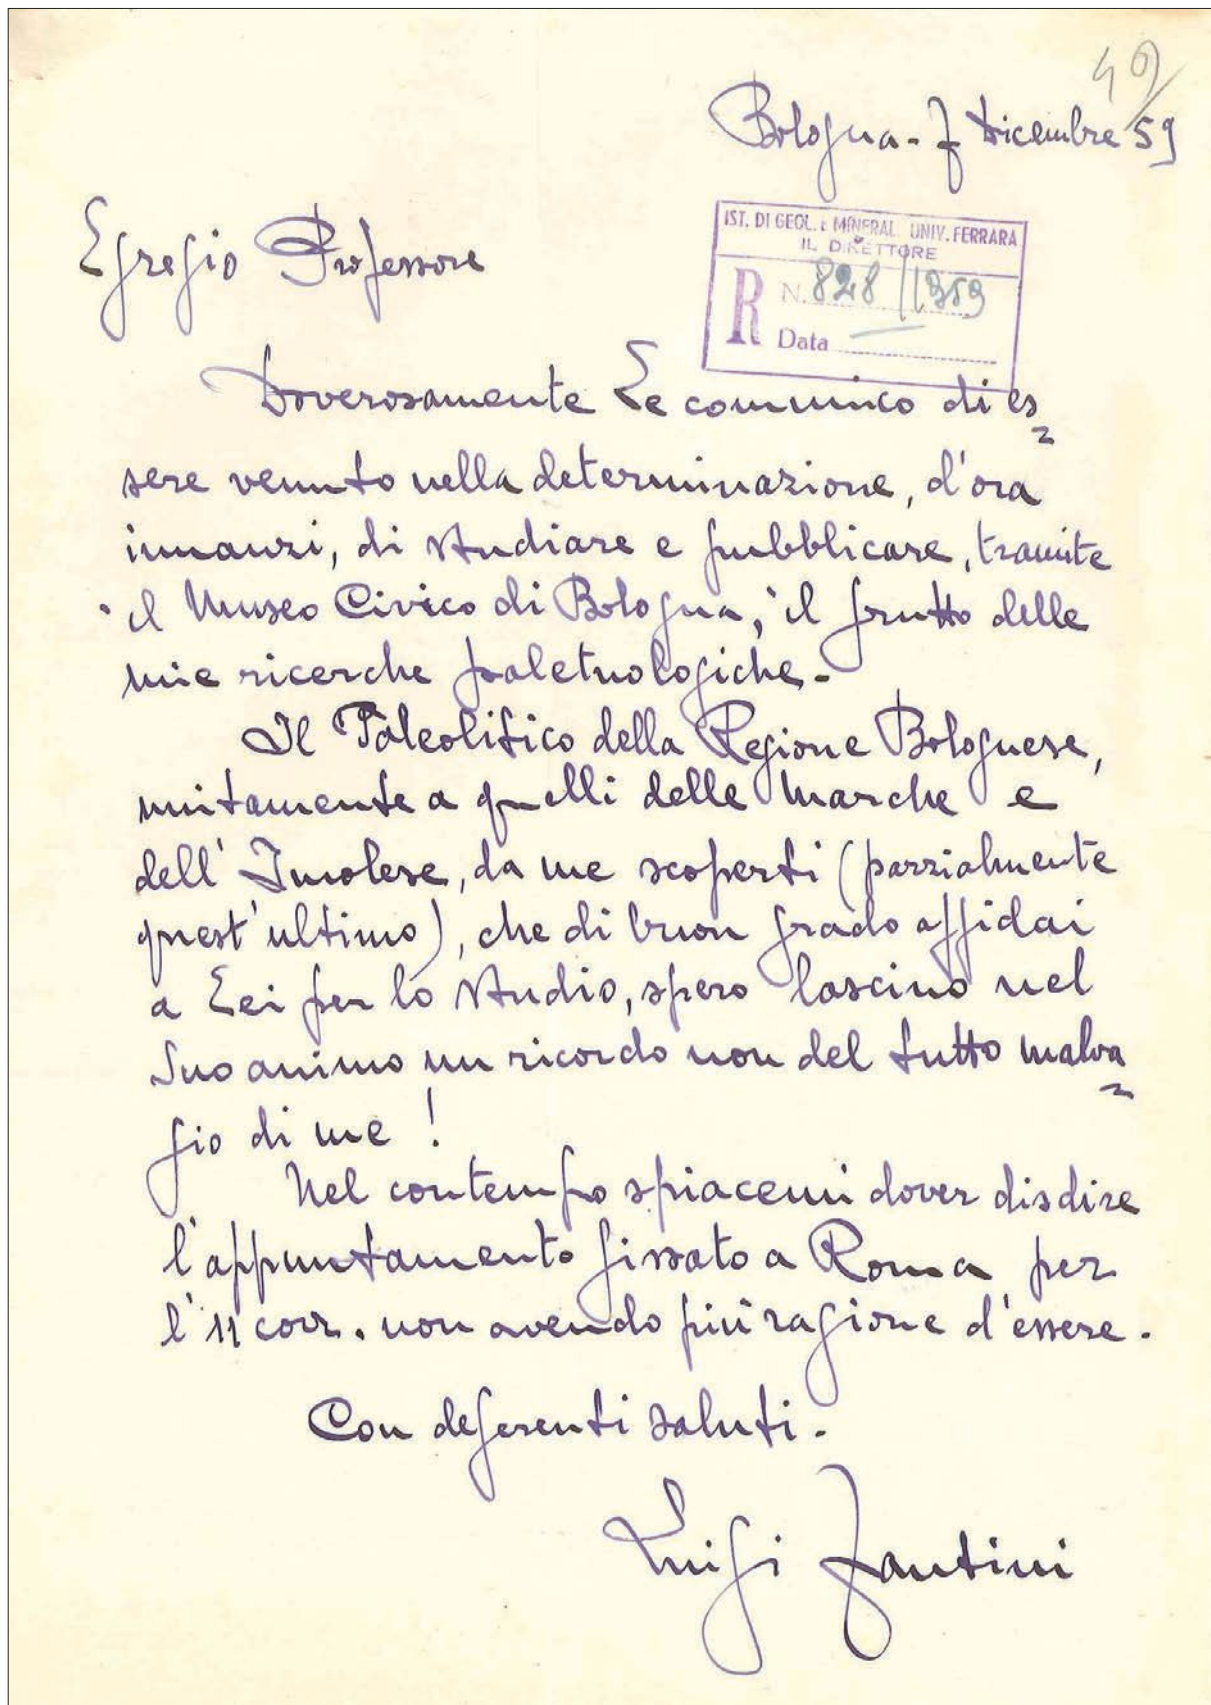 49
Bologna - 7 Dicembre 59
IST. DI GEOL. E MINERAL. UNIV. FERRARA
IL DIRETTORE
R N. 828 / 1959
Data
Egregio Professore
Doverosamente Le comunico di es=
sere venuto nella determinazione, d'ora
innanzi, di studiare e pubblicare, tramite
il Museo Civico di Bologna, il frutto delle
mie ricerche paletnologiche.-
Il Paleolitico della Regione Bolognese,
unitamente a quelli delle Marche e
dell'Imolese, da me scoperti (parzialmente
quest'ultimo), che di buon grado affidai
a Lei per lo studio, spero lascino nel
Suo animo un ricordo non del tutto malva=
gio di me !
Nel contempo spiacemi dover disdire
l'appuntamento fissato a Roma per
l'11 corr. non avendo più ragione d'essere.
Con deferenti saluti.
Luigi Fantini